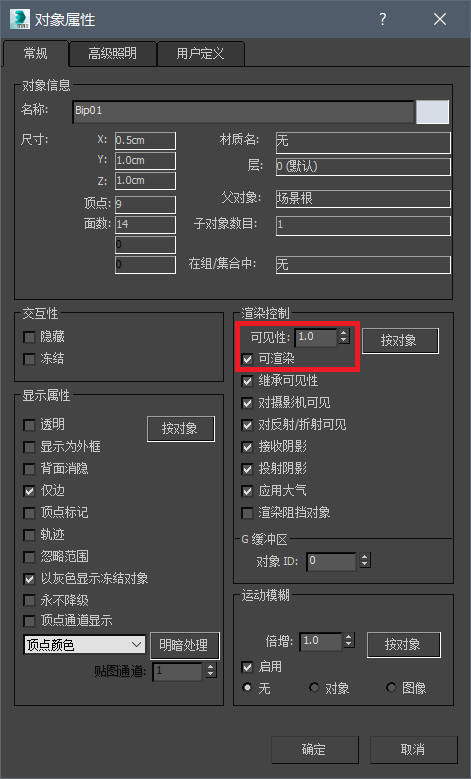 对象属性
常规 高级照明 用户定义
对象信息
名称: Bip01
尺寸: X: 0.5cm 材质名: 无
Y: 1.0cm 层: 0 (默认)
Z: 1.0cm
顶点: 9 父对象: 场景根
面数: 14 子对象数目: 1
0
0 在组/集合中: 无
交互性
隐藏
冻结
显示属性
透明 按对象
显示为外框
背面消隐
仅边
顶点标记
轨迹
忽略范围
以灰色显示冻结对象
永不降级
顶点通道显示
顶点颜色 明暗处理
贴图通道: 1
渲染控制
可见性: 1.0 按对象
可渲染
继承可见性
对摄影机可见
对反射/折射可见
接收阴影
投射阴影
应用大气
渲染阻挡对象
G 缓冲区
对象 ID: 0
运动模糊
倍增: 1.0 按对象
启用
无 对象 图像
确定 取消